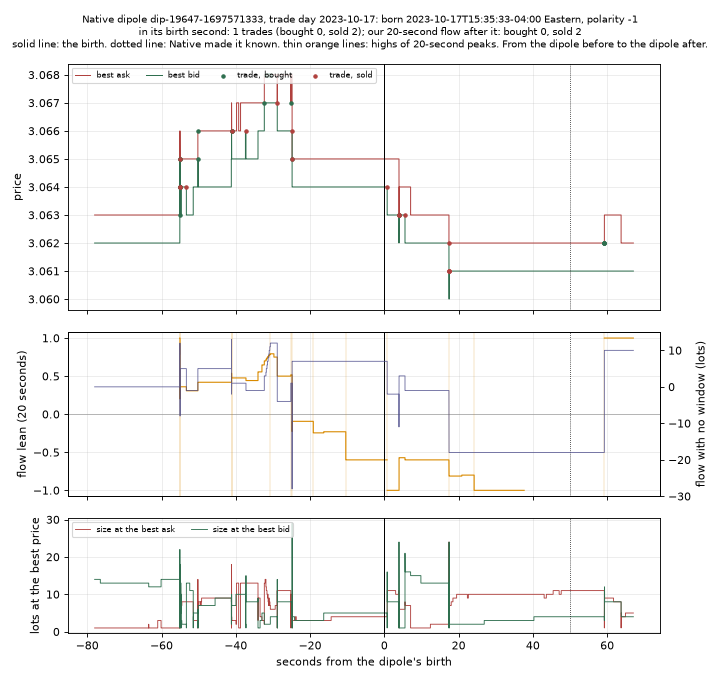 Native dipole dip-19647-1697571333, trade day 2023-10-17: born 2023-10-17T15:35:33-04:00 Eastern, polarity -1
in its birth second: 1 trades (bought 0, sold 2); our 20-second flow after it: bought 0, sold 2
solid line: the birth. dotted line: Native made it known. thin orange lines: highs of 20-second peaks. From the dipole before to the dipole after.
best ask best bid trade, bought trade, sold
3.068
3.067
3.066
3.065
3.064
3.063
3.062
3.061
3.060
price
1.0
0.5
0.0
−0.5
−1.0
flow lean (20 seconds)
10
0
−10
−20
−30
flow with no window (lots)
size at the best ask size at the best bid
30
20
10
0
lots at the best price
−80 −60 −40 −20 0 20 40 60
seconds from the dipole's birth